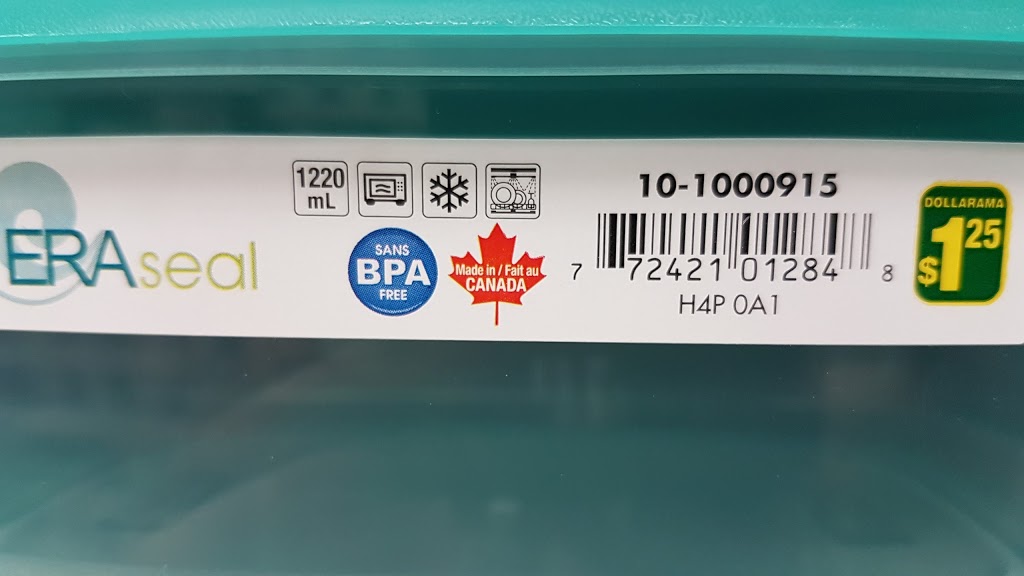 ERAseal
1220
mL
SANS
BPA
FREE
Made in / Fait au
CANADA
10-1000915
7 72421 01284 8
H4P 0A1
DOLLARAMA
$1.25